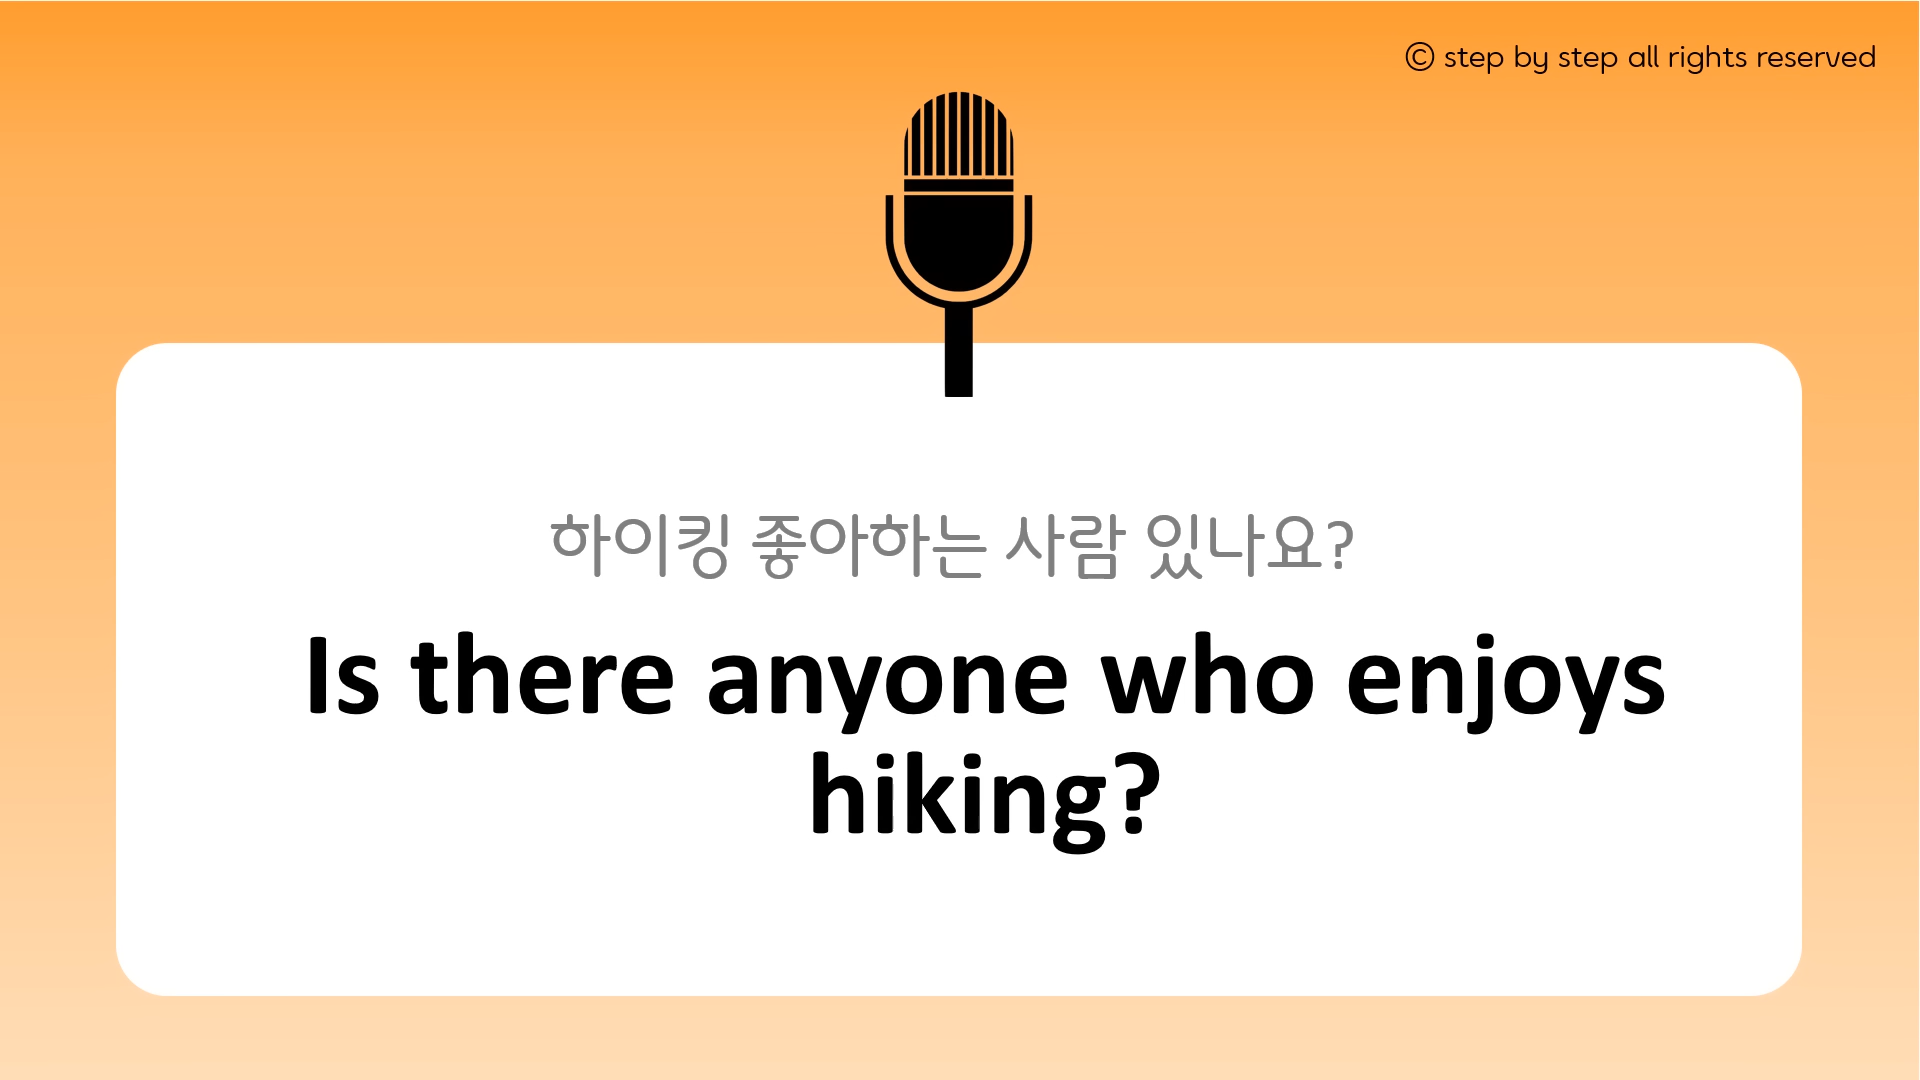 © step by step all rights reserved
하이킹 좋아하는 사람 있나요?
Is there anyone who enjoys
hiking?